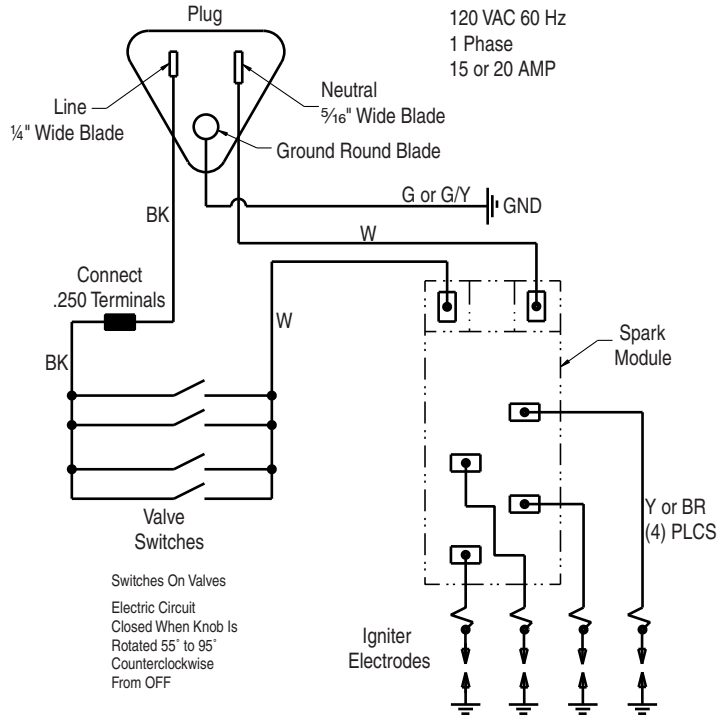 Plug
120 VAC 60 Hz
1 Phase
15 or 20 AMP
Line
¼" Wide Blade
Neutral
5⁄16" Wide Blade
Ground Round Blade
G or G/Y
GND
BK
W
Connect
.250 Terminals
W
BK
Spark
Module
Y or BR
(4) PLCS
Valve
Switches
Switches On Valves
Electric Circuit
Closed When Knob Is
Rotated 55˚ to 95˚
Counterclockwise
From OFF
Igniter
Electrodes